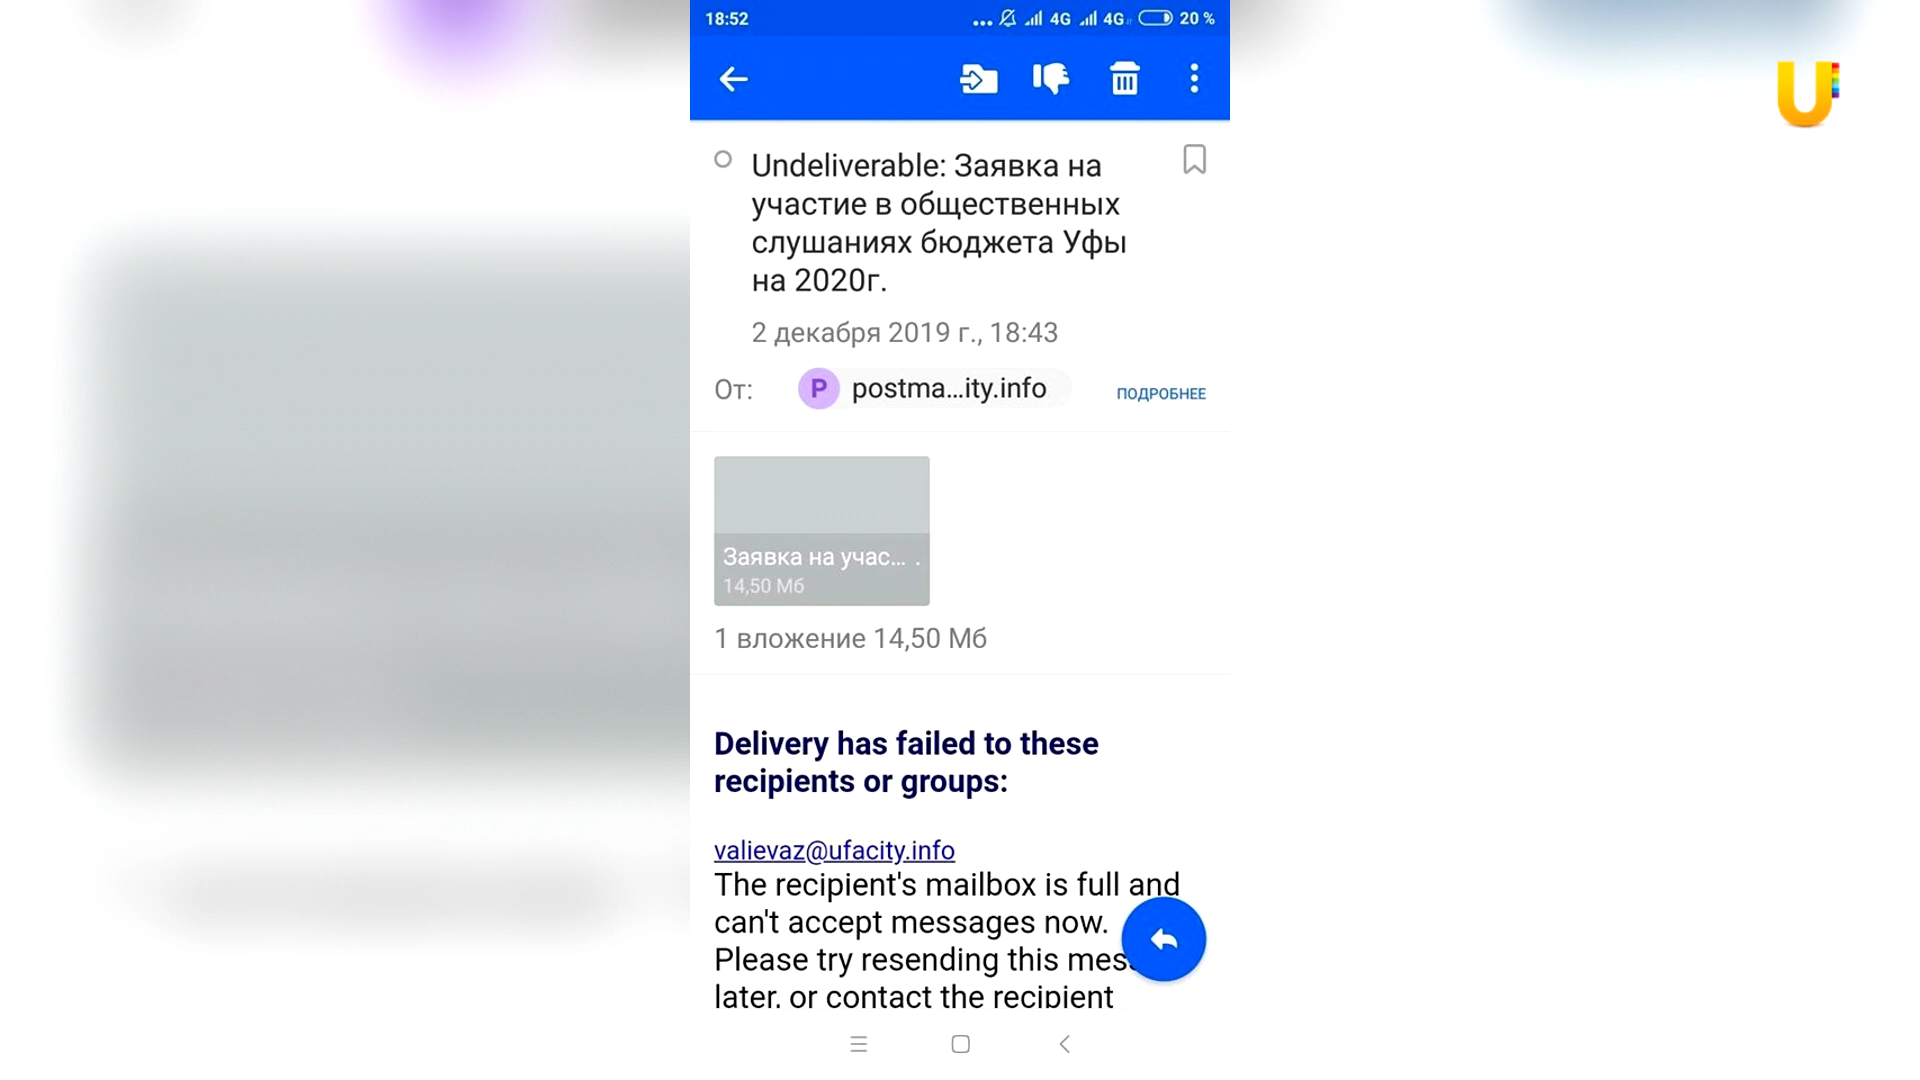 18:52
4G
4G
20 %
U
Undeliverable: Заявка на
участие в общественных
слушаниях бюджета Уфы
на 2020г.
2 декабря 2019 г., 18:43
От:
P
postma...ity.info
ПОДРОБНЕЕ
Заявка на учас... .
14,50 Мб
1 вложение 14,50 Мб
Delivery has failed to these
recipients or groups:
valievaz@ufacity.info
The recipient's mailbox is full and
can't accept messages now.
Please try resending this mess
later, or contact the recipient